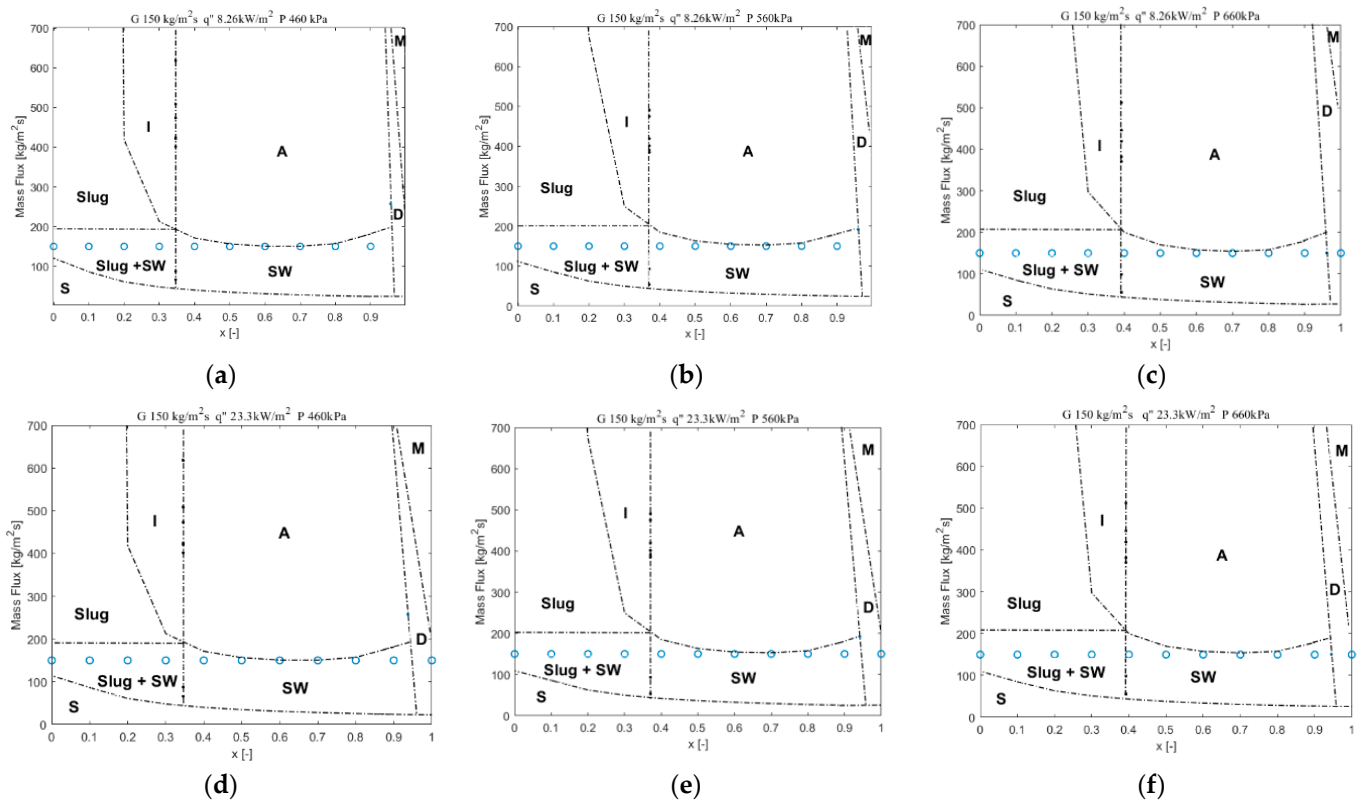 G 150 kg/m²s q" 8.26kW/m² P 460 kPa
700
600
500
400
300
200
100
Mass Flux [kg/m²s]
M
I
A
Slug
D
Slug +SW
SW
S
0 0.1 0.2 0.3 0.4 0.5 0.6 0.7 0.8 0.9
x [-]
(a)
G 150 kg/m²s q" 8.26kW/m² P 560kPa
700
600
500
400
300
200
100
0
Mass Flux [kg/m²s]
M
I
D
A
Slug
Slug + SW
SW
S
0 0.1 0.2 0.3 0.4 0.5 0.6 0.7 0.8 0.9
x [-]
(b)
G 150 kg/m²s q" 8.26kW/m² P 660kPa
700
600
500
400
300
200
100
0
Mass Flux [kg/m²s]
M
D
I
A
Slug
Slug + SW
SW
S
0 0.1 0.2 0.3 0.4 0.5 0.6 0.7 0.8 0.9 1
x [-]
(c)
G 150 kg/m²s q" 23.3kW/m² P 460kPa
700
600
500
400
300
200
100
0
Mass Flux [kg/m²s]
M
I
A
Slug
D
Slug + SW
SW
S
0 0.1 0.2 0.3 0.4 0.5 0.6 0.7 0.8 0.9 1
x [-]
(d)
G 150 kg/m²s q" 23.3kW/m² P 560kPa
700
600
500
400
300
200
100
0
Mass Flux [kg/m²s]
M
I
A
Slug
D
Slug + SW
SW
S
0 0.1 0.2 0.3 0.4 0.5 0.6 0.7 0.8 0.9 1
x [-]
(e)
G 150 kg/m²s q" 23.3kW/m² P 660kPa
700
600
500
400
300
200
100
0
Mass Flux [kg/m²s]
M
I
A
Slug
D
Slug + SW
SW
S
0 0.1 0.2 0.3 0.4 0.5 0.6 0.7 0.8 0.9 1
x [-]
(f)